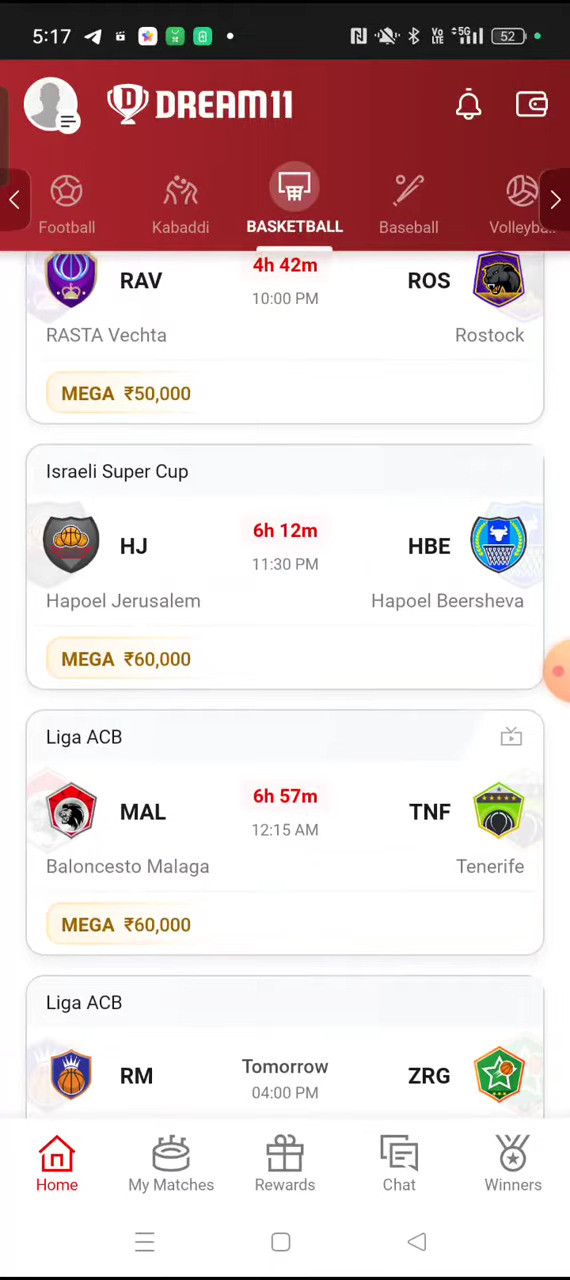 5:17
Vo LTE 5G 52
DREAM11
Football Kabaddi BASKETBALL Baseball Volleyba..
RAV 4h 42m ROS
10:00 PM
RASTA Vechta Rostock
MEGA ₹50,000
Israeli Super Cup
HJ 6h 12m HBE
11:30 PM
Hapoel Jerusalem Hapoel Beersheva
MEGA ₹60,000
Liga ACB
MAL 6h 57m TNF
12:15 AM
Baloncesto Malaga Tenerife
MEGA ₹60,000
Liga ACB
RM Tomorrow ZRG
04:00 PM
Home My Matches Rewards Chat Winners